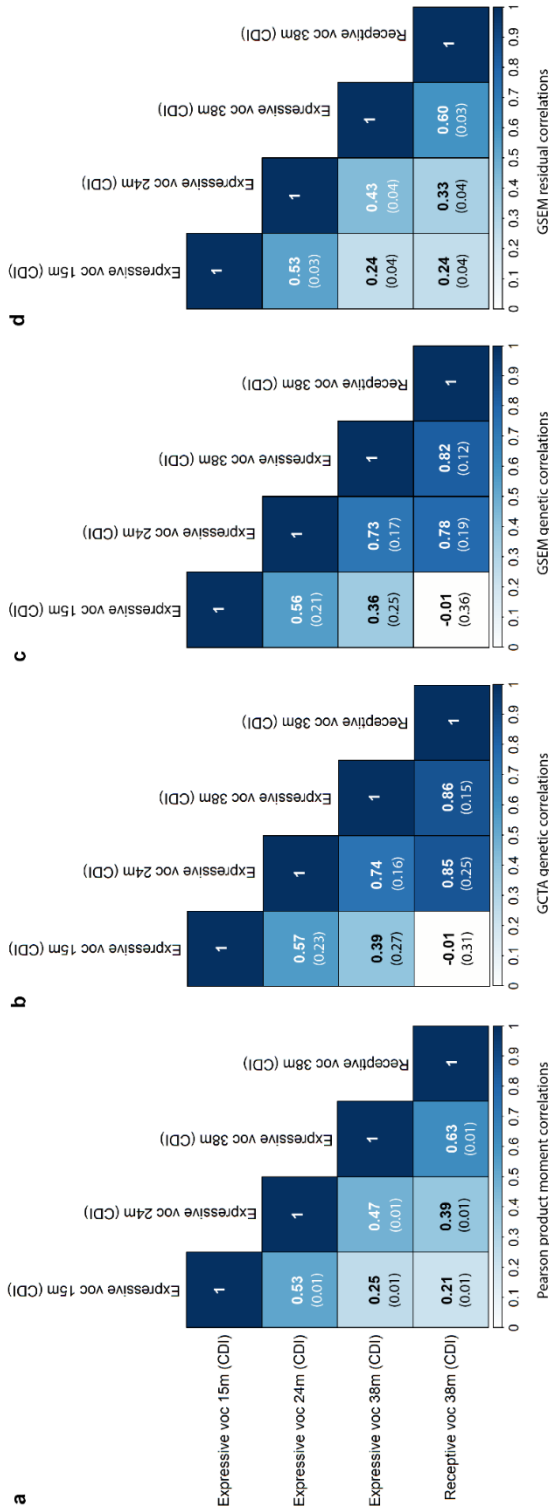 a
Expressive voc 15m (CDI)
Expressive voc 24m (CDI)
Expressive voc 38m (CDI)
Receptive voc 38m (CDI)
Expressive voc 15m (CDI)
Expressive voc 24m (CDI)
Expressive voc 38m (CDI)
Receptive voc 38m (CDI)
1
0.53 1
(0.01)
0.25 0.47 1
(0.01) (0.01)
0.21 0.39 0.63 1
(0.01) (0.01) (0.01)
0 0.1 0.2 0.3 0.4 0.5 0.6 0.7 0.8 0.9 1
Pearson product moment correlations
b
Expressive voc 15m (CDI)
Expressive voc 24m (CDI)
Expressive voc 38m (CDI)
Receptive voc 38m (CDI)
1
0.57 1
(0.23)
0.39 0.74 1
(0.27) (0.16)
-0.01 0.85 0.86 1
(0.31) (0.25) (0.15)
0 0.1 0.2 0.3 0.4 0.5 0.6 0.7 0.8 0.9 1
GCTA genetic correlations
c
Expressive voc 15m (CDI)
Expressive voc 24m (CDI)
Expressive voc 38m (CDI)
Receptive voc 38m (CDI)
1
0.56 1
(0.21)
0.36 0.73 1
(0.25) (0.17)
-0.01 0.78 0.82 1
(0.36) (0.19) (0.12)
0 0.1 0.2 0.3 0.4 0.5 0.6 0.7 0.8 0.9 1
GSEM genetic correlations
d
Expressive voc 15m (CDI)
Expressive voc 24m (CDI)
Expressive voc 38m (CDI)
Receptive voc 38m (CDI)
1
0.53 1
(0.03)
0.24 0.43 1
(0.04) (0.04)
0.24 0.33 0.60 1
(0.04) (0.04) (0.03)
0 0.1 0.2 0.3 0.4 0.5 0.6 0.7 0.8 0.9 1
GSEM residual correlations